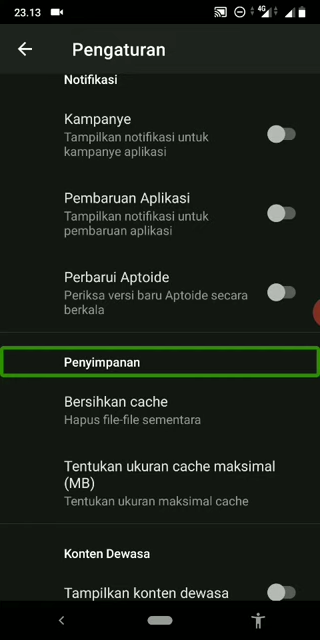 23.13
4G
Pengaturan
Notifikasi
Kampanye
Tampilkan notifikasi untuk
kampanye aplikasi
Pembaruan Aplikasi
Tampilkan notifikasi untuk
pembaruan aplikasi
Perbarui Aptoide
Periksa versi baru Aptoide secara
berkala
Penyimpanan
Bersihkan cache
Hapus file-file sementara
Tentukan ukuran cache maksimal
(MB)
Tentukan ukuran maksimal cache
Konten Dewasa
Tampilkan konten dewasa